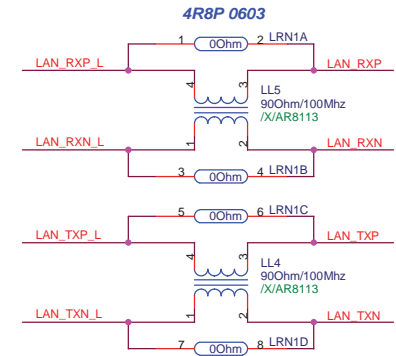 4R8P 0603
1 0Ohm 2 LRN1A
LAN_RXP_L LAN_RXP
4 3 LL5
90Ohm/100Mhz
/X/AR8113
1 2
LAN_RXN_L LAN_RXN
3 0Ohm 4 LRN1B
5 0Ohm 6 LRN1C
LAN_TXP_L LAN_TXP
4 3 LL4
90Ohm/100Mhz
/X/AR8113
1 2
LAN_TXN_L LAN_TXN
7 0Ohm 8 LRN1D